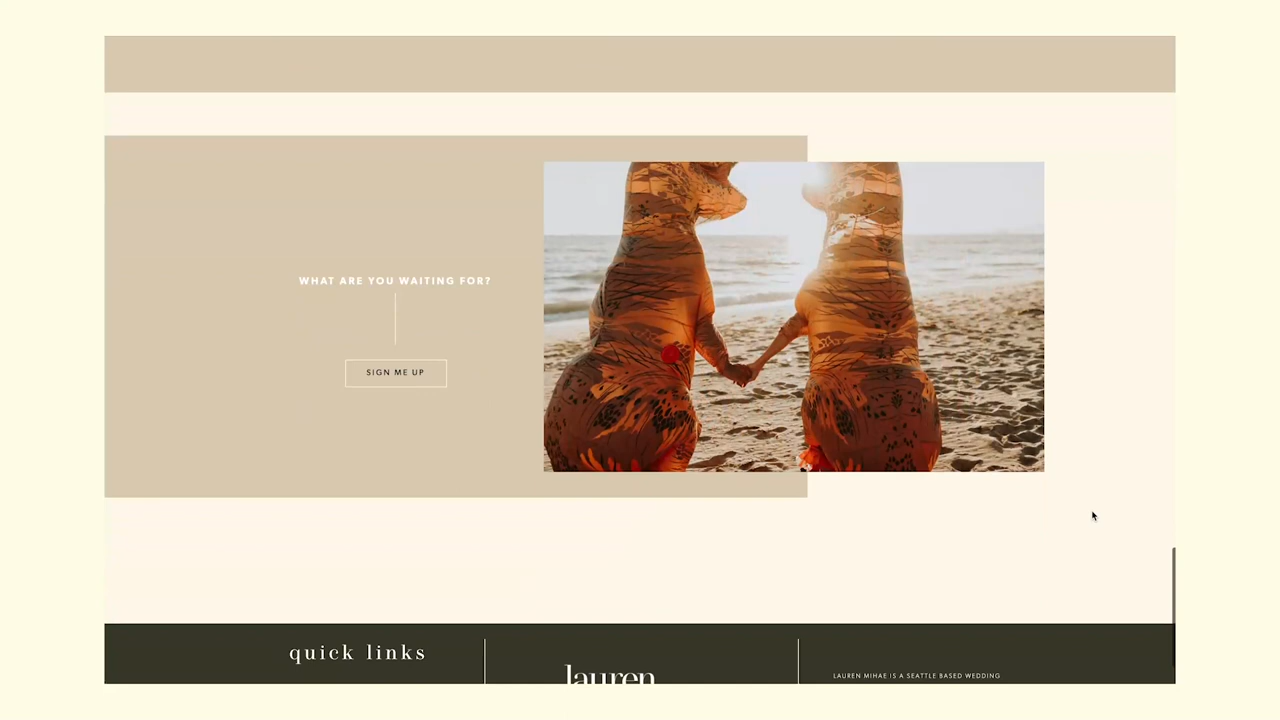 WHAT ARE YOU WAITING FOR?
SIGN ME UP
quick links
lauren
LAUREN MIHAE IS A SEATTLE BASED WEDDING